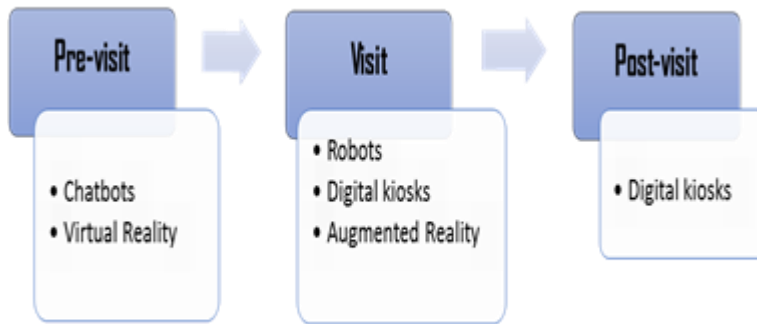 Pre-visit
• Chatbots
• Virtual Reality
Visit
• Robots
• Digital kiosks
• Augmented Reality
Post-visit
• Digital kiosks